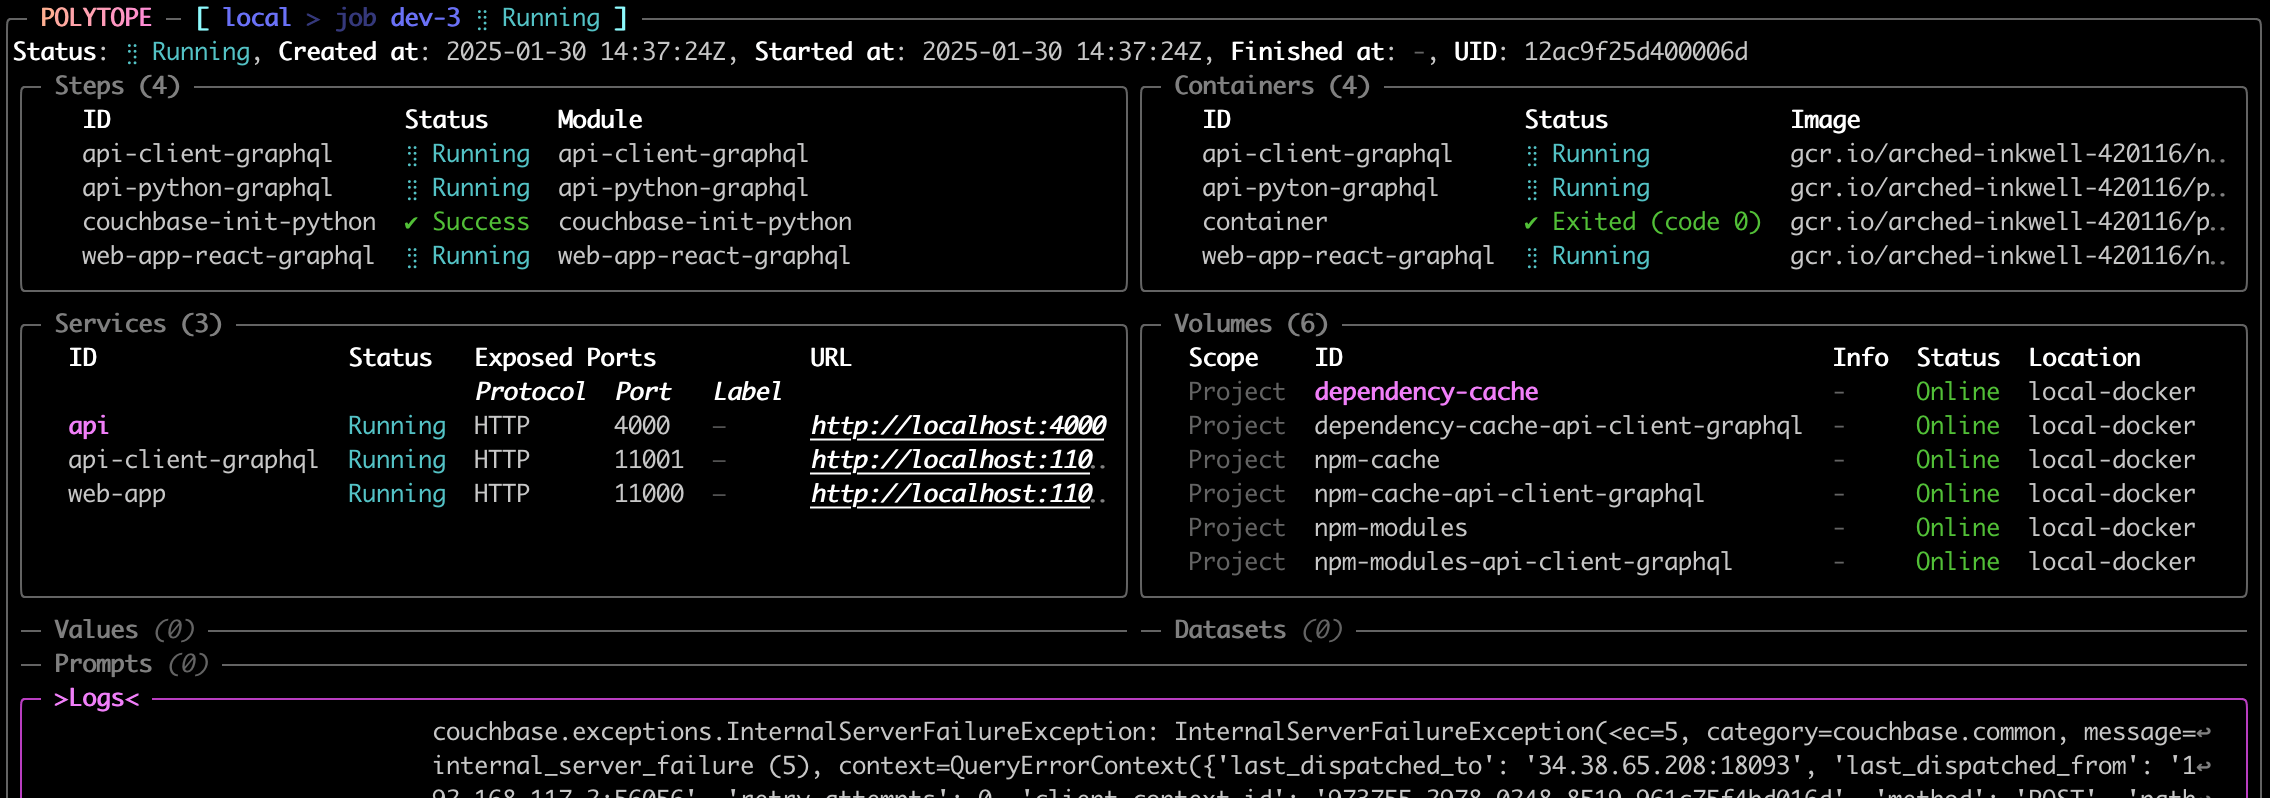 POLYTOPE — [ local > job dev-3 ⣻ Running ]
Status: ⣻ Running, Created at: 2025-01-30 14:37:24Z, Started at: 2025-01-30 14:37:24Z, Finished at: -, UID: 12ac9f25d400006d
Steps (4)
ID Status Module
api-client-graphql Running api-client-graphql
api-python-graphql Running api-python-graphql
couchbase-init-python ✔ Success couchbase-init-python
web-app-react-graphql Running web-app-react-graphql
Containers (4)
ID Status Image
api-client-graphql Running gcr.io/arched-inkwell-420116/n..
api-pyton-graphql Running gcr.io/arched-inkwell-420116/p..
container ✔ Exited (code 0) gcr.io/arched-inkwell-420116/p..
web-app-react-graphql Running gcr.io/arched-inkwell-420116/n..
Services (3)
ID Status Exposed Ports URL
Protocol Port Label
api Running HTTP 4000 – http://localhost:4000
api-client-graphql Running HTTP 11001 – http://localhost:110..
web-app Running HTTP 11000 – http://localhost:110..
Volumes (6)
Scope ID Info Status Location
Project dependency-cache - Online local-docker
Project dependency-cache-api-client-graphql - Online local-docker
Project npm-cache - Online local-docker
Project npm-cache-api-client-graphql - Online local-docker
Project npm-modules - Online local-docker
Project npm-modules-api-client-graphql - Online local-docker
Values (0)
Datasets (0)
Prompts (0)
>Logs<
couchbase.exceptions.InternalServerFailureException: InternalServerFailureException(<ec=5, category=couchbase.common, message=↩
internal_server_failure (5), context=QueryErrorContext({'last_dispatched_to': '34.38.65.208:18093', 'last_dispatched_from': '1↩